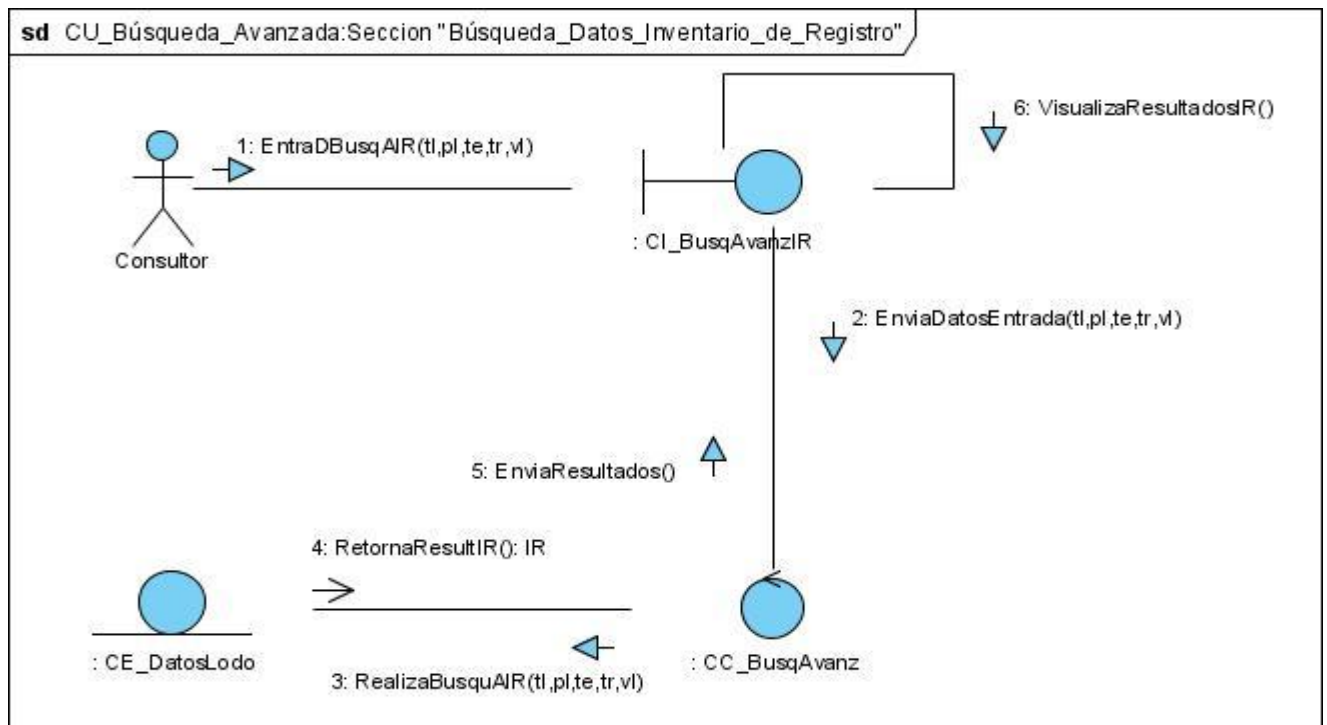 sd CU_Búsqueda_Avanzada:Seccion "Búsqueda_Datos_Inventario_de_Registro"
6: VisualizaResultadosIR()
1: EntraDBusqAIR(tl,pl,te,tr,vl)
: CI_BusqAvanzIR
Consultor
2: EnviaDatosEntrada(tl,pl,te,tr,vl)
5: EnviaResultados()
4: RetornaResultIR(): IR
: CE_DatosLodo
: CC_BusqAvanz
3: RealizaBusquAIR(tl,pl,te,tr,vl)